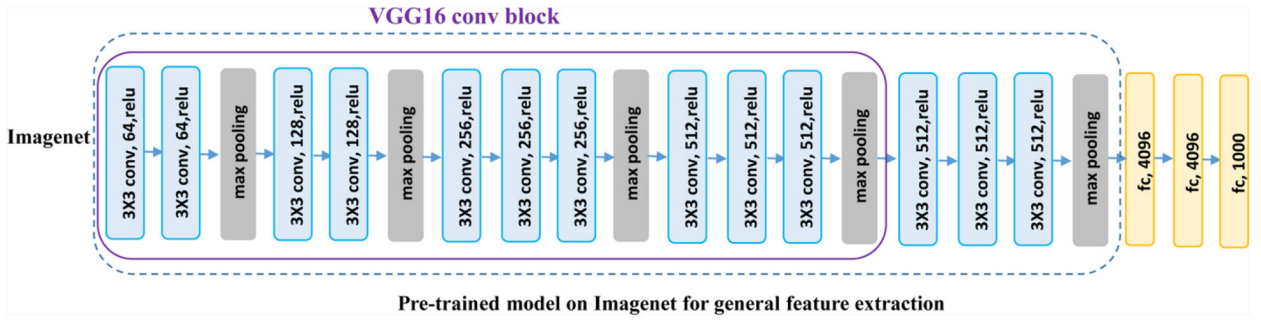 VGG16 conv block
Imagenet
3X3 conv, 64,relu
3X3 conv, 64,relu
max pooling
3X3 conv, 128,relu
3X3 conv, 128,relu
max pooling
3X3 conv, 256,relu
3X3 conv, 256,relu
3X3 conv, 256,relu
max pooling
3X3 conv, 512,relu
3X3 conv, 512,relu
3X3 conv, 512,relu
max pooling
3X3 conv, 512,relu
3X3 conv, 512,relu
3X3 conv, 512,relu
max pooling
fc, 4096
fc, 4096
fc, 1000
Pre-trained model on Imagenet for general feature extraction